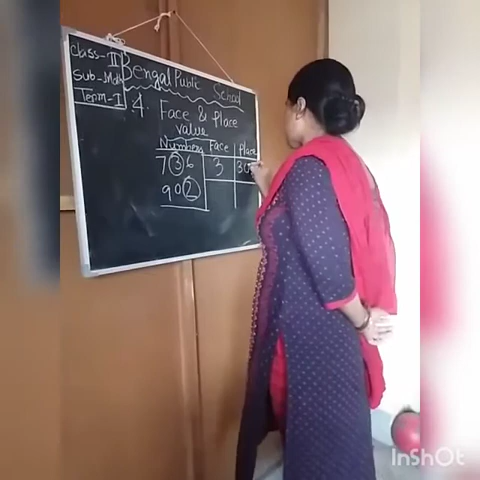 Class-II
Sub-Math
Term-I
Bengal Public School
4. Face & Place
value
Numbers Face Place
736 3 30
902
InShOt